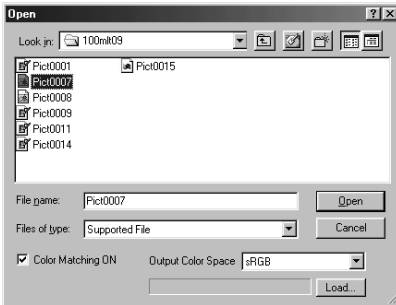 Open
Look in: 100mlt09
Pict0001 Pict0015
Pict0007
Pict0008
Pict0009
Pict0011
Pict0014
File name: Pict0007 Open
Files of type: Supported File Cancel
Color Matching ON Output Color Space sRGB
Load...